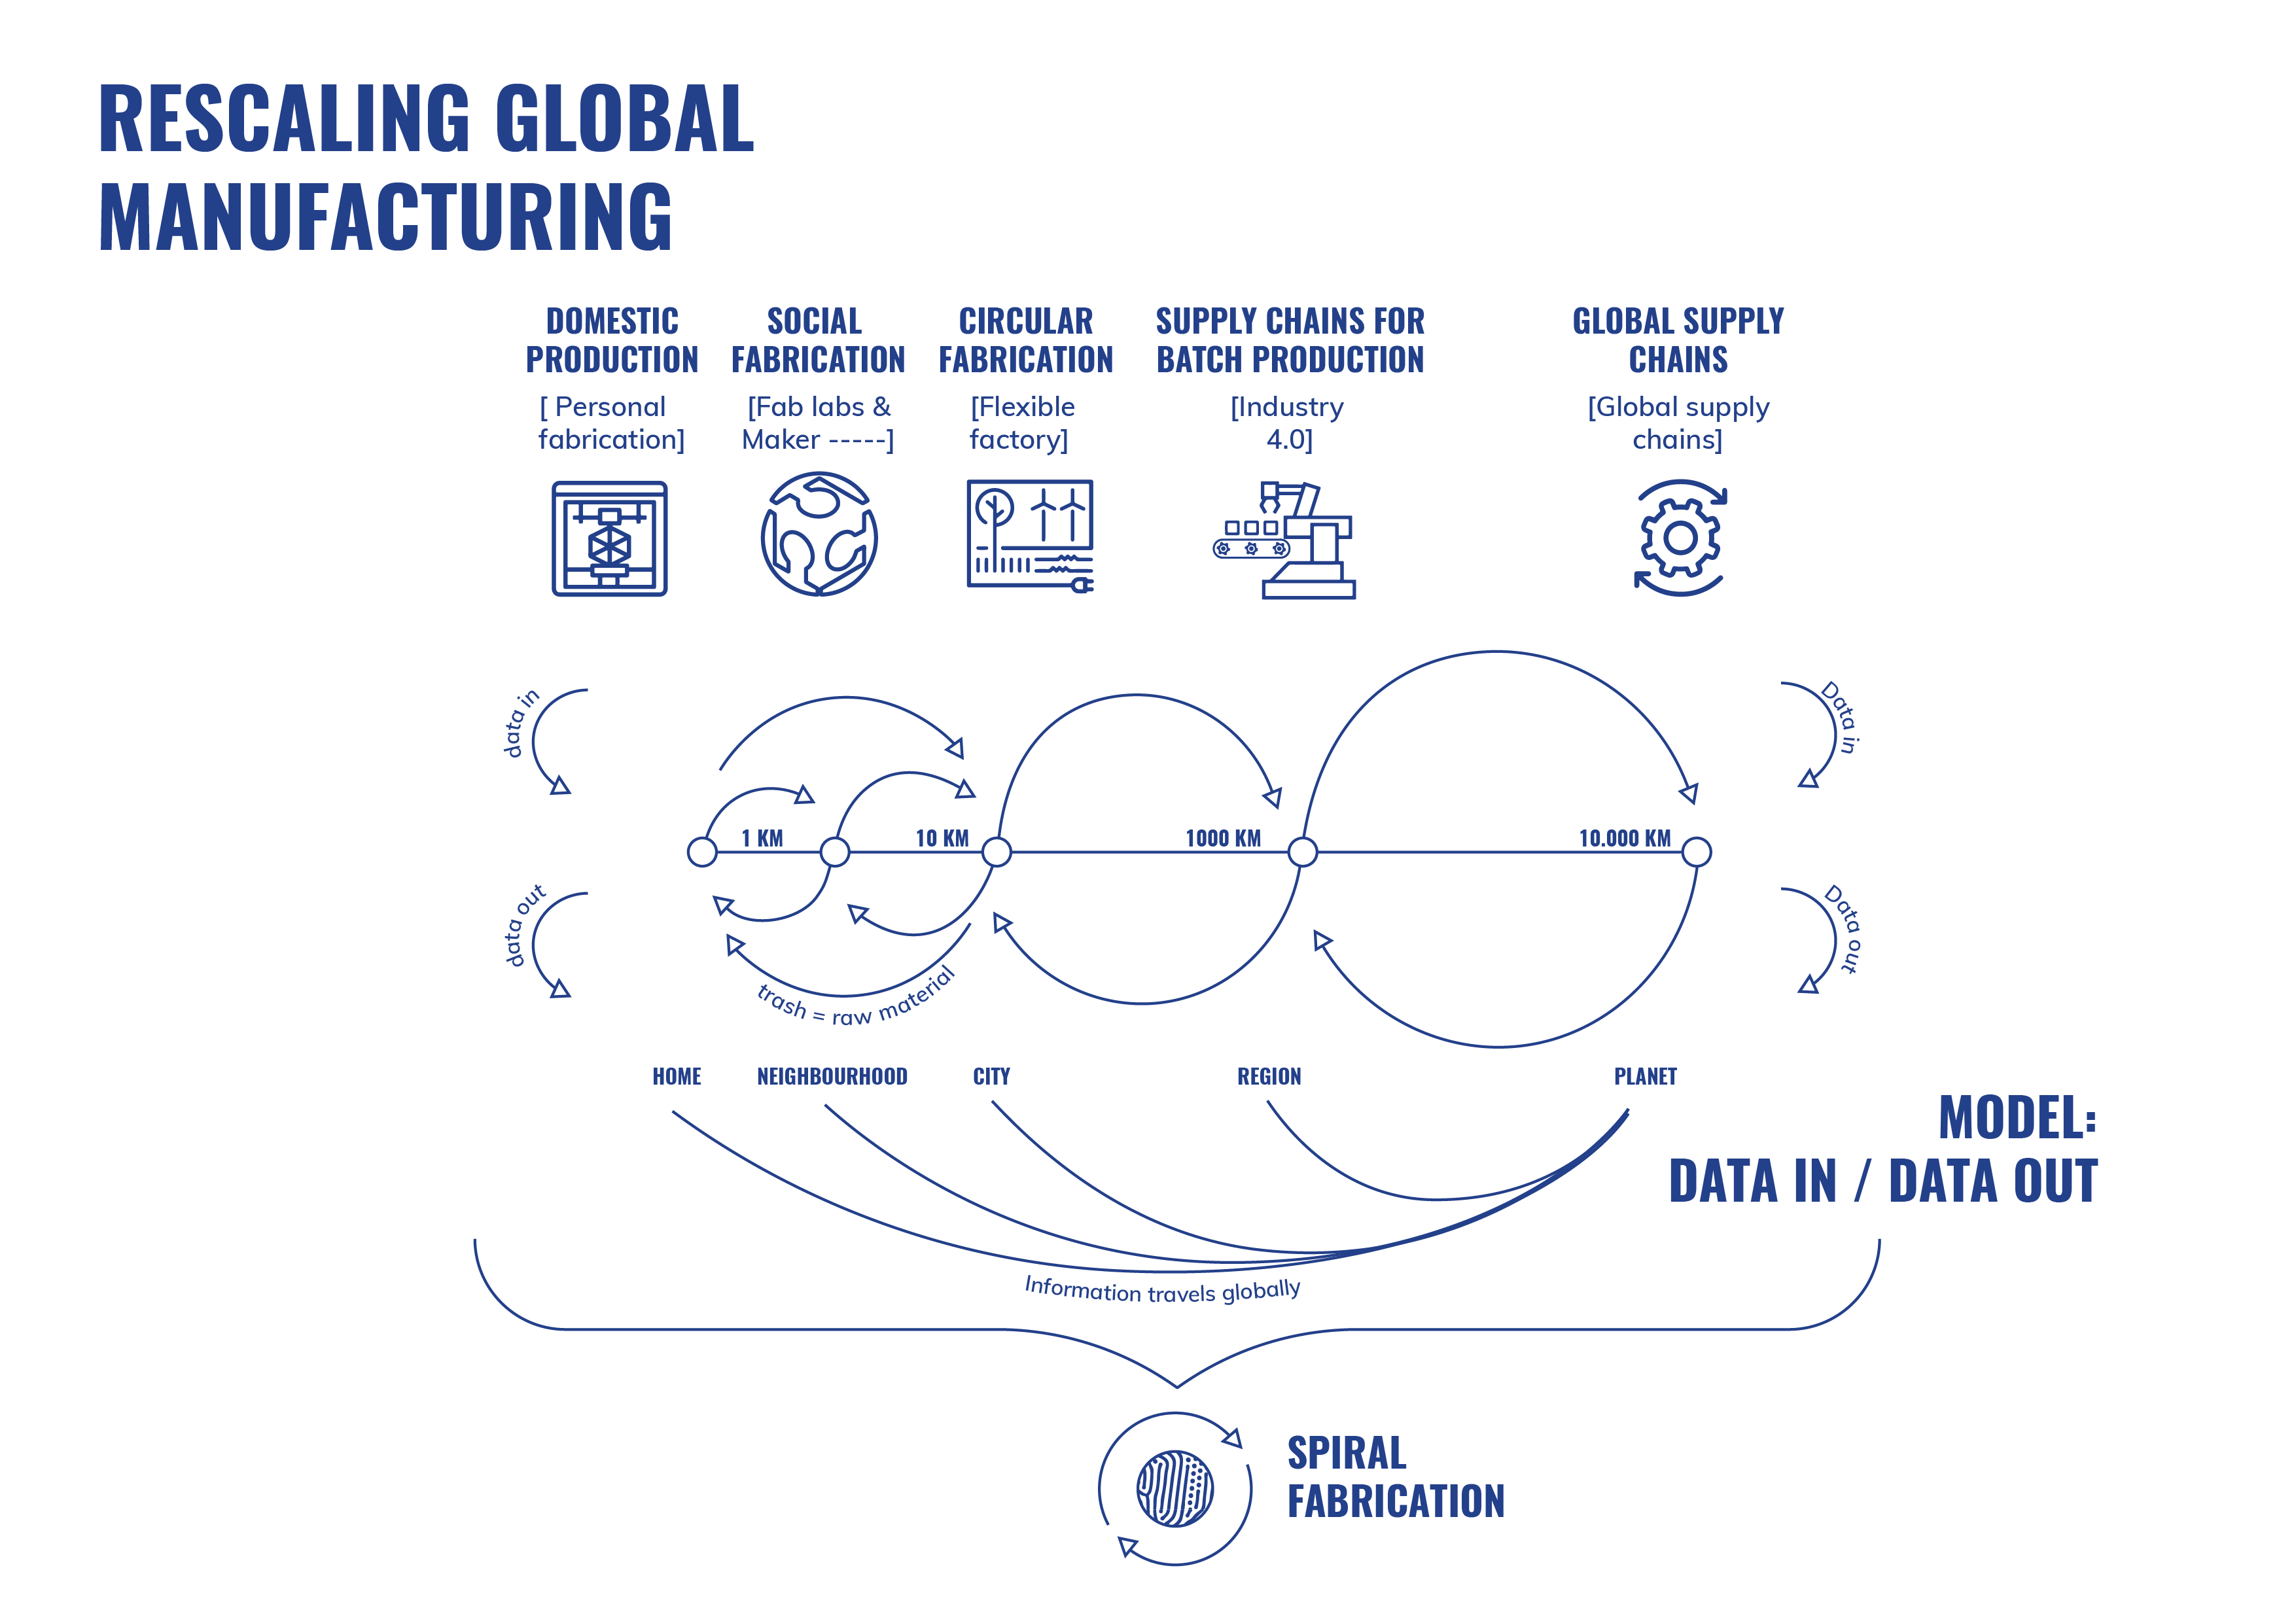 RESCALING GLOBAL
MANUFACTURING
DOMESTIC
PRODUCTION
[ Personal
fabrication]
SOCIAL
FABRICATION
[Fab labs &
Maker -----]
CIRCULAR
FABRICATION
[Flexible
factory]
SUPPLY CHAINS FOR
BATCH PRODUCTION
[Industry
4.0]
GLOBAL SUPPLY
CHAINS
[Global supply
chains]
data in
Data in
1 KM
10 KM
1000 KM
10.000 KM
data out
Data out
trash = raw material
HOME
NEIGHBOURHOOD
CITY
REGION
PLANET
MODEL:
DATA IN / DATA OUT
Information travels globally
SPIRAL
FABRICATION